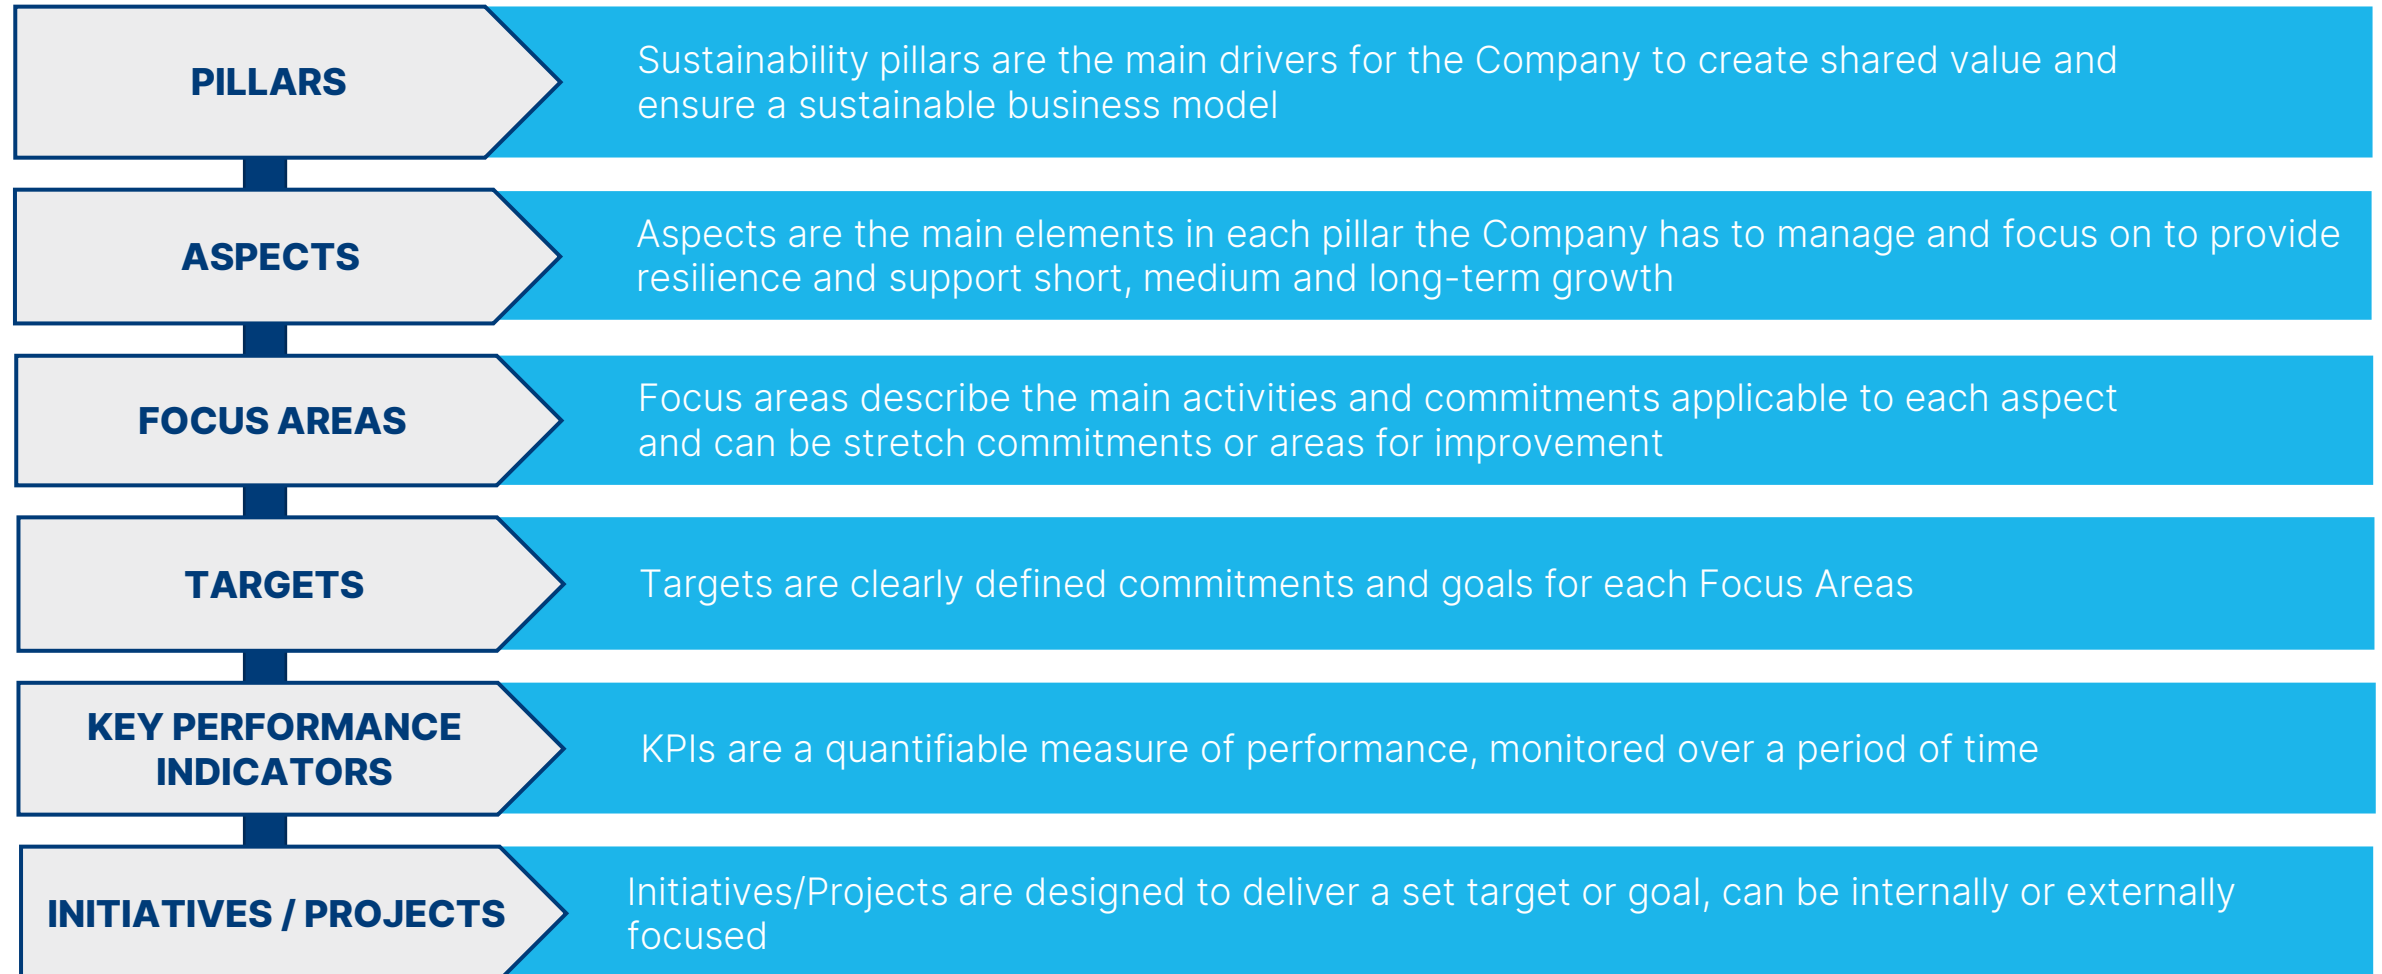 PILLARS
Sustainability pillars are the main drivers for the Company to create shared value and
ensure a sustainable business model
ASPECTS
Aspects are the main elements in each pillar the Company has to manage and focus on to provide
resilience and support short, medium and long-term growth
FOCUS AREAS
Focus areas describe the main activities and commitments applicable to each aspect
and can be stretch commitments or areas for improvement
TARGETS
Targets are clearly defined commitments and goals for each Focus Areas
KEY PERFORMANCE
INDICATORS
KPIs are a quantifiable measure of performance, monitored over a period of time
INITIATIVES / PROJECTS
Initiatives/Projects are designed to deliver a set target or goal, can be internally or externally
focused